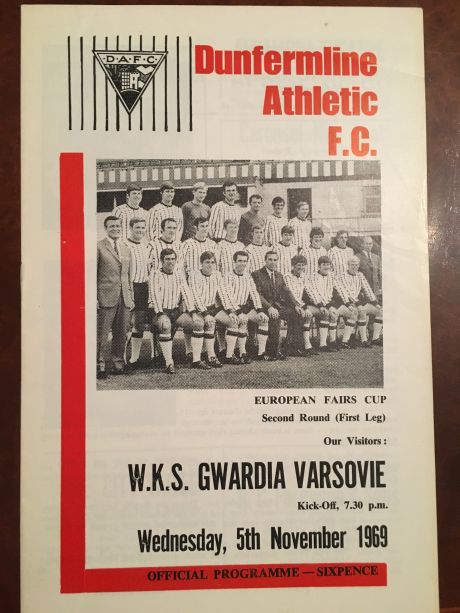 D.A.F.C.
Dunfermline
Athletic
F.C.
EUROPEAN FAIRS CUP
Second Round (First Leg)
Our Visitors :
W.K.S. GWARDIA VARSOVIE
Kick-Off, 7.30 p.m.
Wednesday, 5th November 1969
OFFICIAL PROGRAMME — SIXPENCE